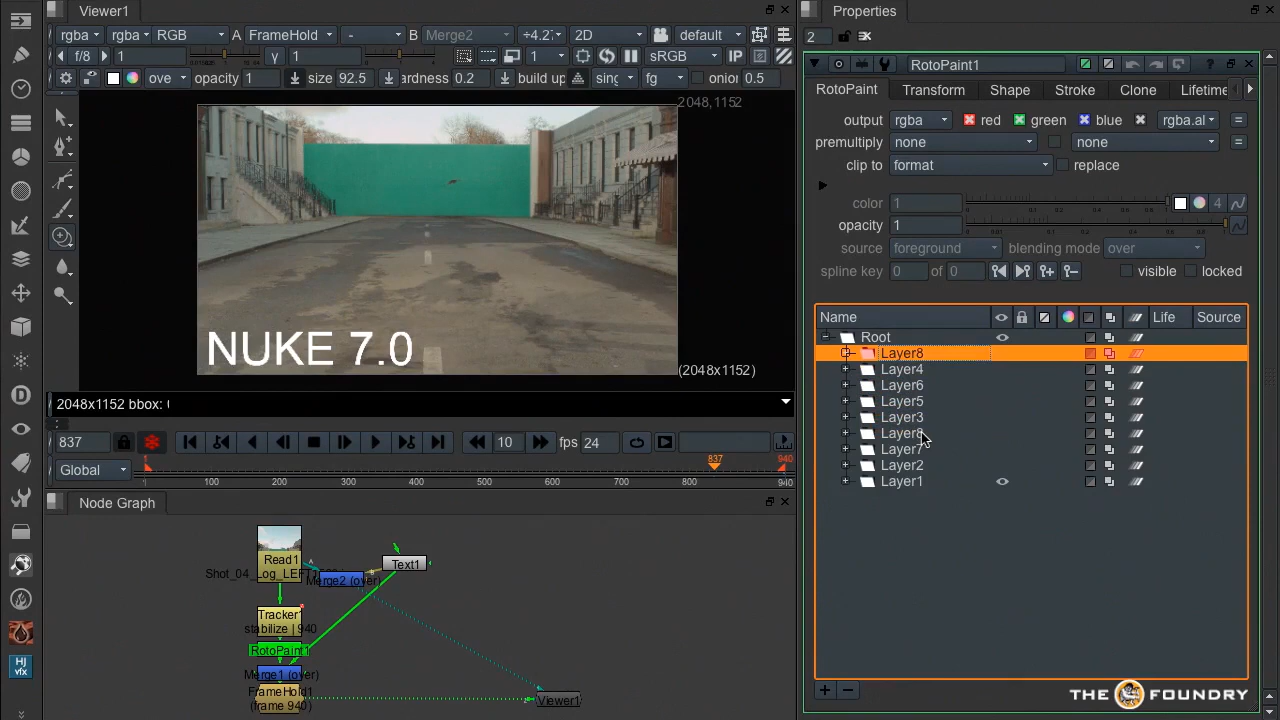 Viewer1
Properties
rgba rgba RGB A FrameHold - B Merge2 ÷4.2 2D default
2
f/8 1 γ 1 1 sRGB IP
RotoPaint1
ove opacity 1 size 92.5 ardness 0.2 build up sing fg onior 0.5
RotoPaint Transform Shape Stroke Clone Lifetime
2048,1152
output rgba red green blue rgba.al =
premultiply none none =
clip to format replace
color 1 4
opacity 1
source foreground blending mode over
spline key 0 of 0 visible locked
NUKE 7.0
(2048x1152)
2048x1152 bbox: (
Name Life Source
Root
Layer8
Layer4
Layer6
Layer5
Layer3
Layer
Layer7
Layer2
Layer1
837 10 fps 24
Global
837 940
100 200 300 400 500 600 700 800
Node Graph
Read1
Shot_04_Log_LEFT
Text1
Merge2 (over)
Tracker
stabilize | 940
RotoPaint1
Merge1 (over)
FrameHold1
(frame 940)
Viewer1
HJ
vfx
D
+ −
THE FOUNDRY